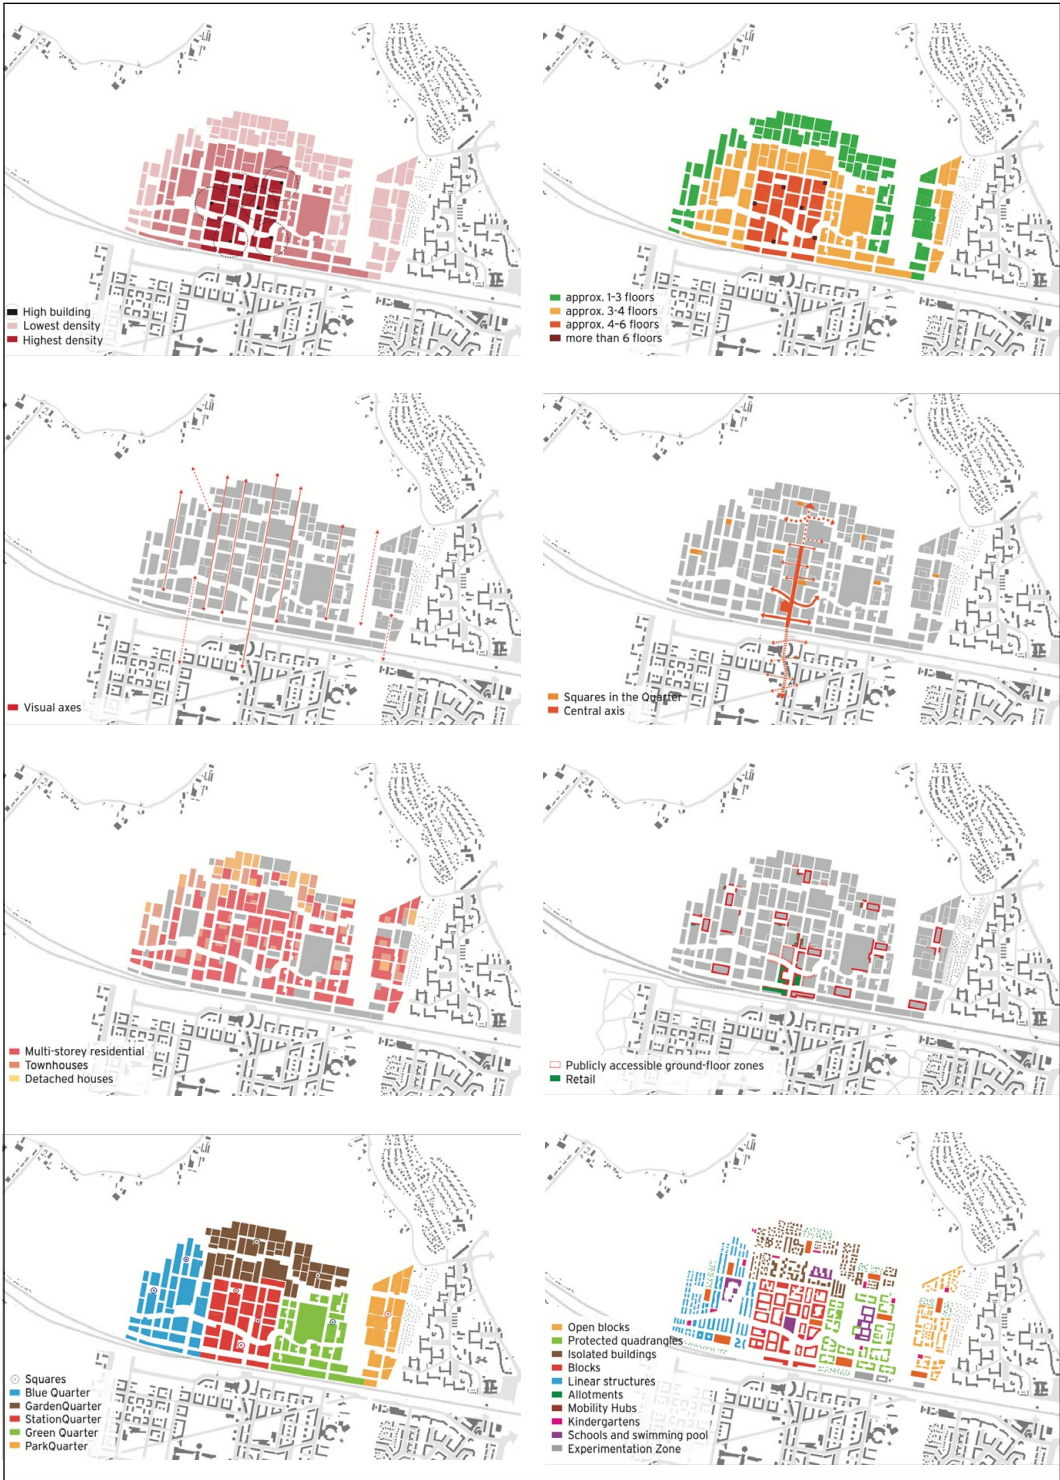 High building
Lowest density
Highest density
approx. 1-3 floors
approx. 3-4 floors
approx. 4-6 floors
more than 6 floors
Visual axes
Squares in the Quarter
Central axis
Multi-storey residential
Townhouses
Detached houses
Publicly accessible ground-floor zones
Retail
Squares
Blue Quarter
GardenQuarter
StationQuarter
Green Quarter
ParkQuarter
Open blocks
Protected quadrangles
Isolated buildings
Blocks
Linear structures
Allotments
Mobility Hubs
Kindergartens
Schools and swimming pool
Experimentation Zone